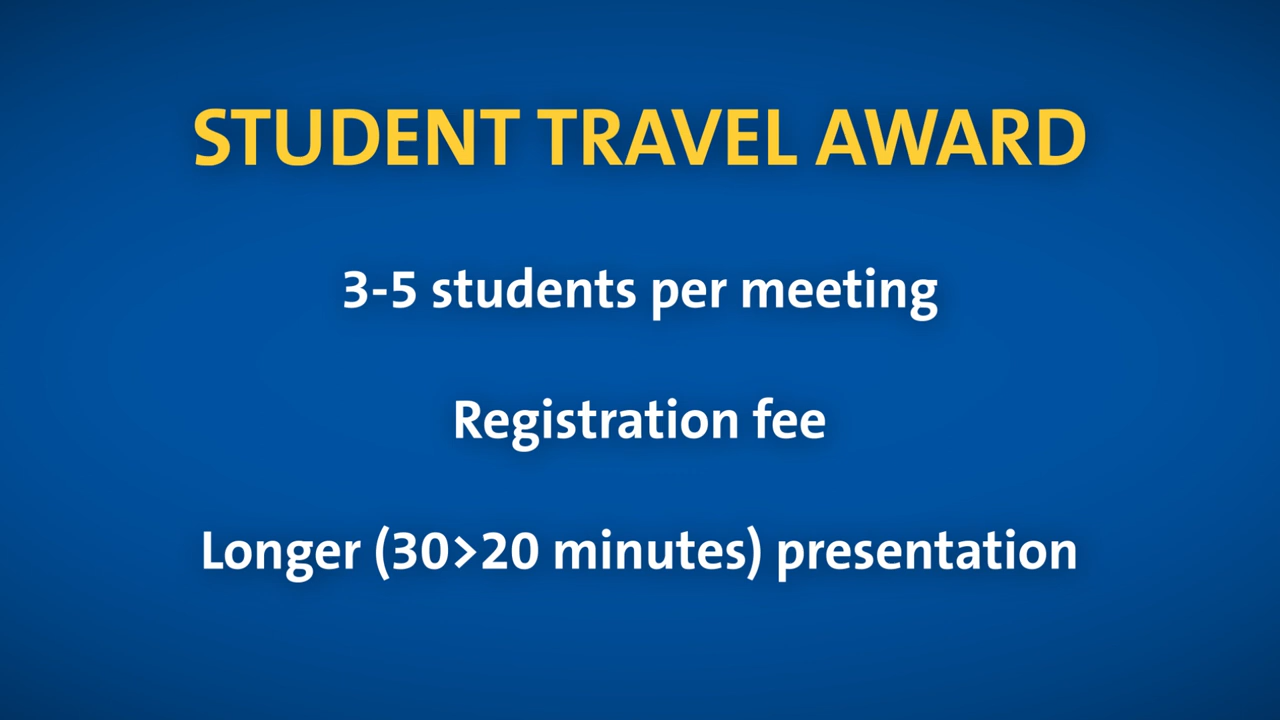 STUDENT TRAVEL AWARD
3-5 students per meeting
Registration fee
Longer (30>20 minutes) presentation